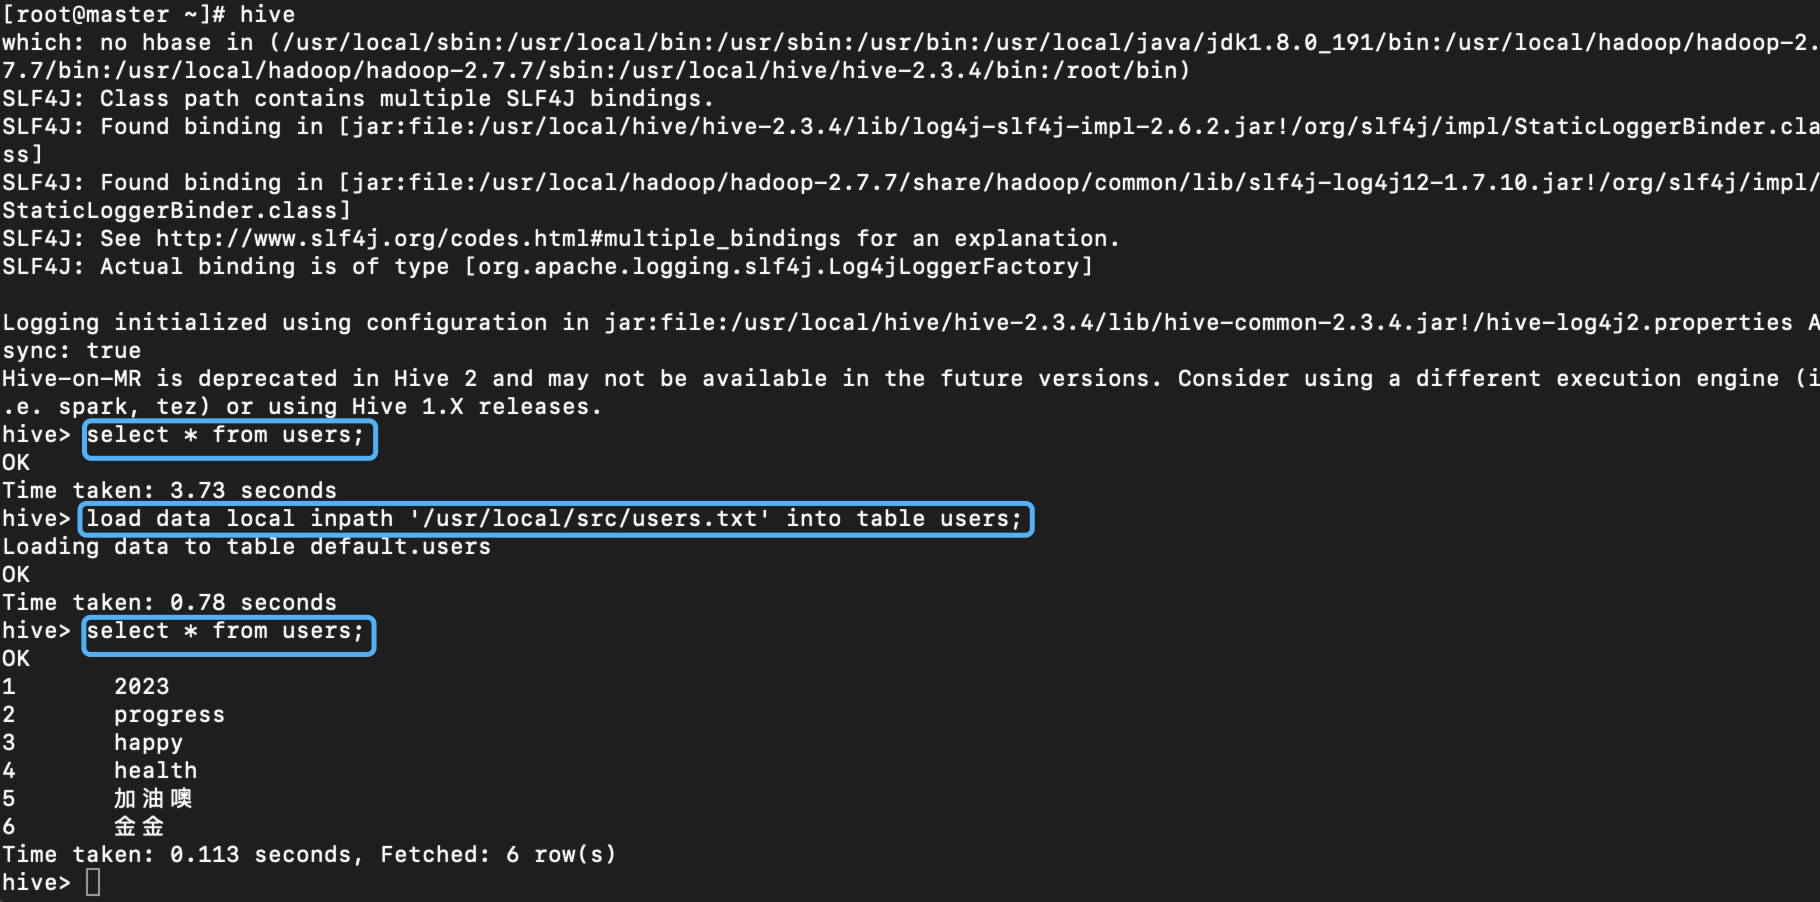 [root@master ~]# hive
which: no hbase in (/usr/local/sbin:/usr/local/bin:/usr/sbin:/usr/bin:/usr/local/java/jdk1.8.0_191/bin:/usr/local/hadoop/hadoop-2.
7.7/bin:/usr/local/hadoop/hadoop-2.7.7/sbin:/usr/local/hive/hive-2.3.4/bin:/root/bin)
SLF4J: Class path contains multiple SLF4J bindings.
SLF4J: Found binding in [jar:file:/usr/local/hive/hive-2.3.4/lib/log4j-slf4j-impl-2.6.2.jar!/org/slf4j/impl/StaticLoggerBinder.cla
ss]
SLF4J: Found binding in [jar:file:/usr/local/hadoop/hadoop-2.7.7/share/hadoop/common/lib/slf4j-log4j12-1.7.10.jar!/org/slf4j/impl/
StaticLoggerBinder.class]
SLF4J: See http://www.slf4j.org/codes.html#multiple_bindings for an explanation.
SLF4J: Actual binding is of type [org.apache.logging.slf4j.Log4jLoggerFactory]
Logging initialized using configuration in jar:file:/usr/local/hive/hive-2.3.4/lib/hive-common-2.3.4.jar!/hive-log4j2.properties A
sync: true
Hive-on-MR is deprecated in Hive 2 and may not be available in the future versions. Consider using a different execution engine (i
.e. spark, tez) or using Hive 1.X releases.
hive> select * from users;
OK
Time taken: 3.73 seconds
hive> load data local inpath '/usr/local/src/users.txt' into table users;
Loading data to table default.users
OK
Time taken: 0.78 seconds
hive> select * from users;
OK
1 2023
2 progress
3 happy
4 health
5 加油噢
6 金金
Time taken: 0.113 seconds, Fetched: 6 row(s)
hive>